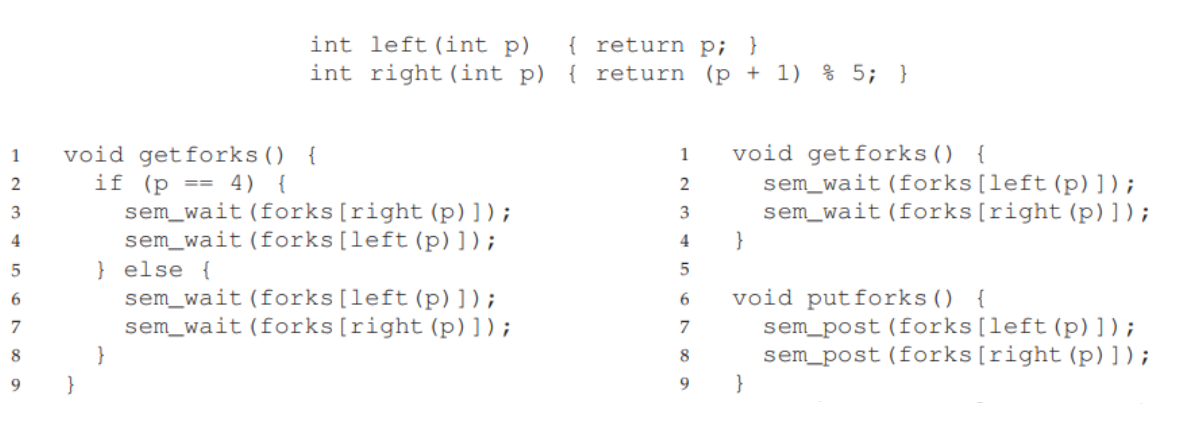 int left(int p)  { return p; }
int right(int p) { return (p + 1) % 5; }
1 void getforks() {
2   if (p == 4) {
3     sem_wait(forks[right(p)]);
4     sem_wait(forks[left(p)]);
5   } else {
6     sem_wait(forks[left(p)]);
7     sem_wait(forks[right(p)]);
8   }
9 }
1 void getforks() {
2   sem_wait(forks[left(p)]);
3   sem_wait(forks[right(p)]);
4 }
5
6 void putforks() {
7   sem_post(forks[left(p)]);
8   sem_post(forks[right(p)]);
9 }